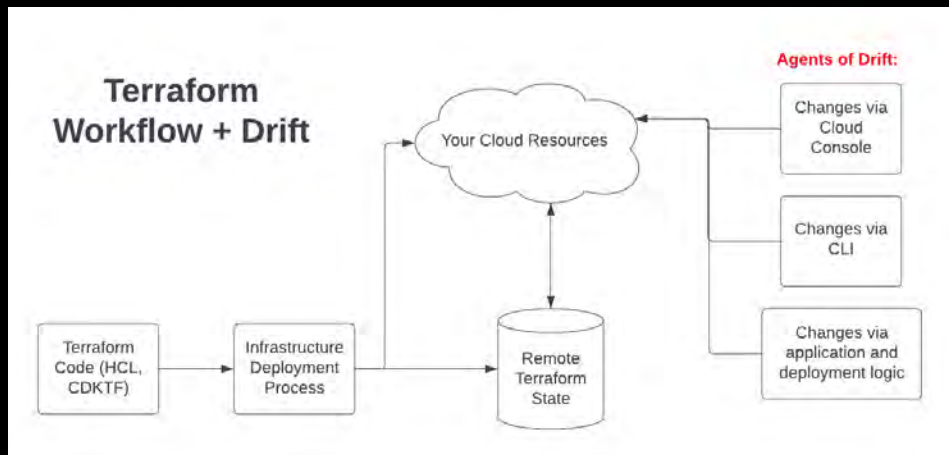 Terraform
Workflow + Drift
Agents of Drift:
Your Cloud Resources
Changes via
Cloud
Console
Changes via
CLI
Changes via
application and
deployment logic
Terraform
Code (HCL,
CDKTF)
Infrastructure
Deployment
Process
Remote
Terraform
State